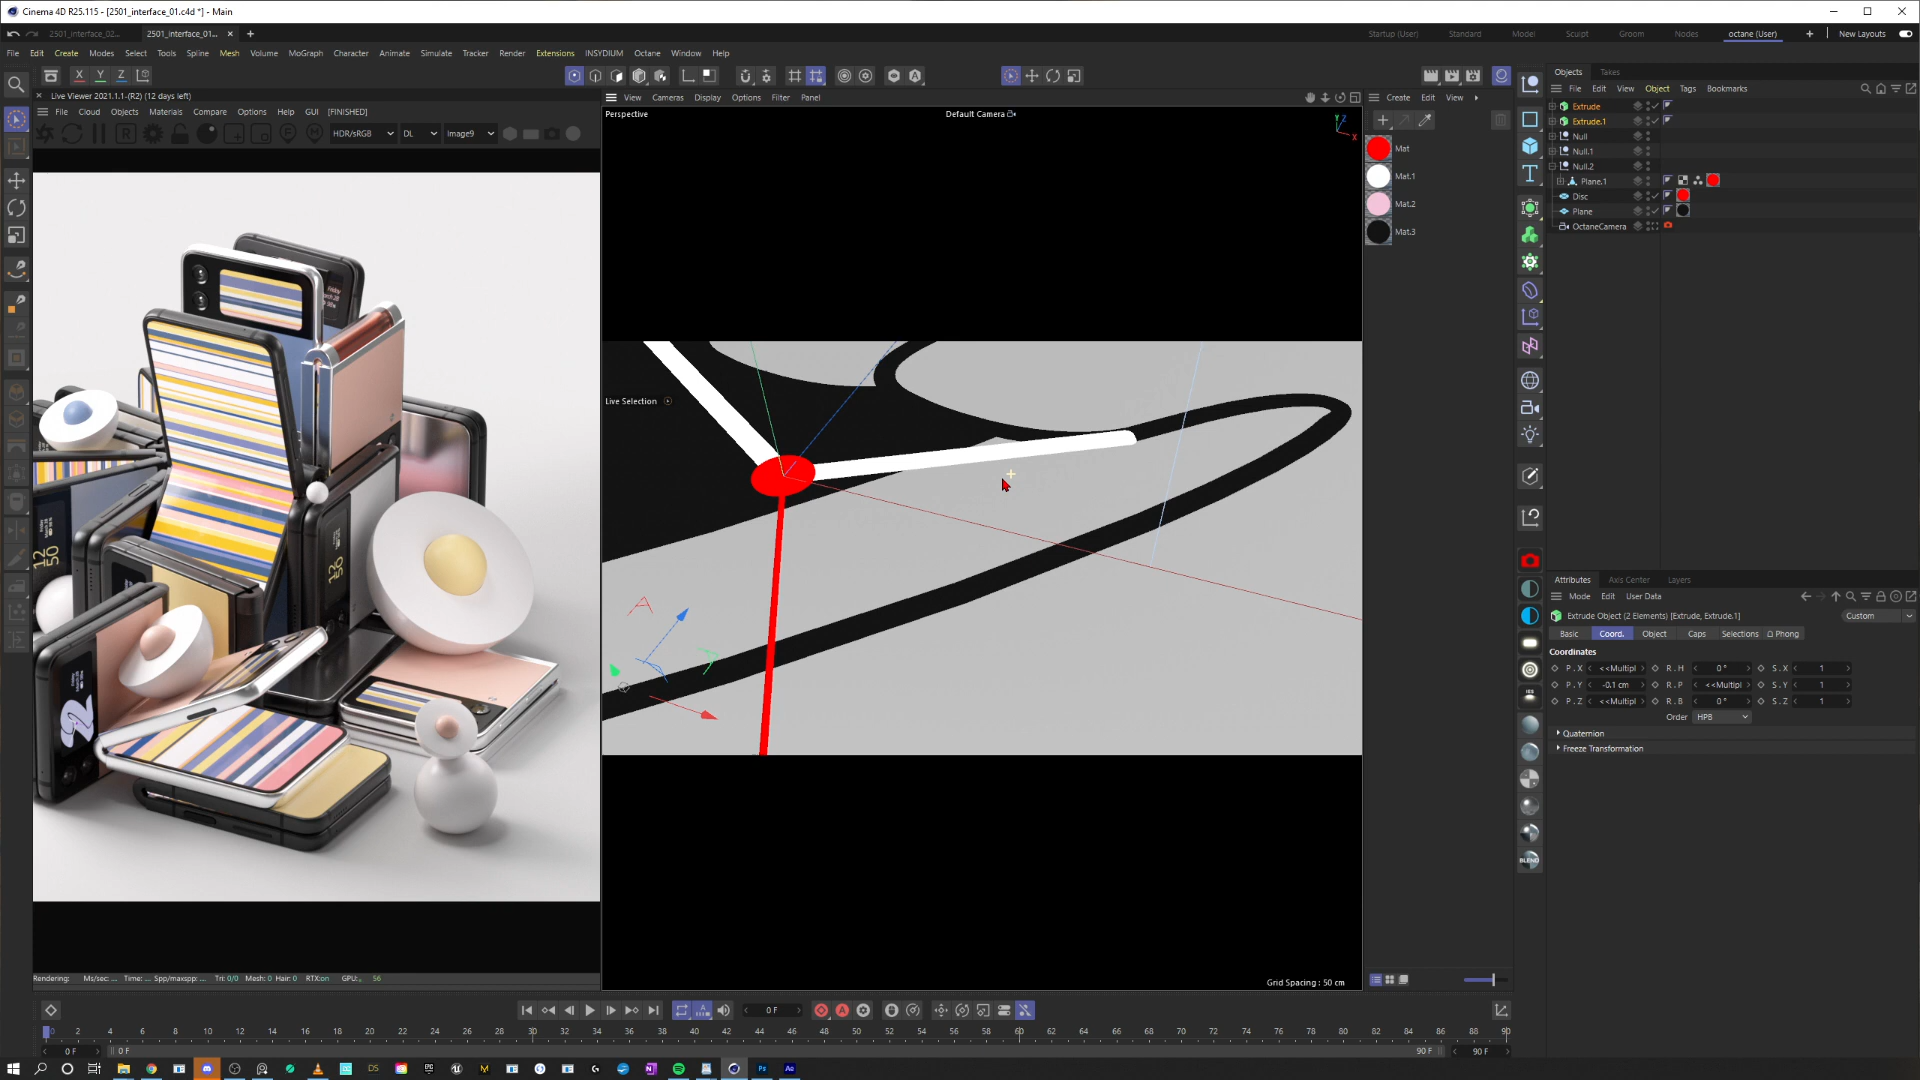 Cinema 4D R25.115 - [2501_interface_01.c4d *] - Main
2501_interface_02...
2501_interface_01...
Startup (User)
Standard
Model
Sculpt
Groom
Nodes
octane (User)
New Layouts
File Edit Create Modes Select Tools Spline Mesh Volume MoGraph Character Animate Simulate Tracker Render Extensions INSYDIUM Octane Window Help
X Y Z
Live Viewer 2021.1.1-(R2) (12 days left)
File Cloud Objects Materials Compare Options Help GUI [FINISHED]
HDR/sRGB DL Image9
View Cameras Display Options Filter Panel
Perspective
Default Camera
Y Z
X
Live Selection
Grid Spacing : 50 cm
Friday
12
50
12
50
Rendering: Ms/sec: ... Time: ... Spp/maxspp: ... Tri: 0/0 Mesh: 0 Hair: 0 RTX:on GPU: 56
Create Edit View
Mat
Mat.1
Mat.2
Mat.3
BLEND
Objects Takes
File Edit View Object Tags Bookmarks
Extrude
Extrude.1
Null
Null.1
Null.2
Plane.1
Disc
Plane
OctaneCamera
Attributes Axis Center Layers
Mode Edit User Data
Extrude Object (2 Elements) [Extrude, Extrude.1]
Custom
Basic Coord. Object Caps Selections Phong
Coordinates
P . X <<Multipl R . H 0 ° S . X 1
P . Y -0.1 cm R . P <<Multipl S . Y 1
P . Z <<Multipl R . B 0 ° S . Z 1
Order HPB
Quaternion
Freeze Transformation
0 F
0 2 4 6 8 10 12 14 16 18 20 22 24 26 28 30 32 34 36 38 40 42 44 46 48 50 52 54 56 58 60 62 64 66 68 70 72 74 76 78 80 82 84 86 88 90
0 F 0 F 90 F 90 F
DS
Ps
Ae